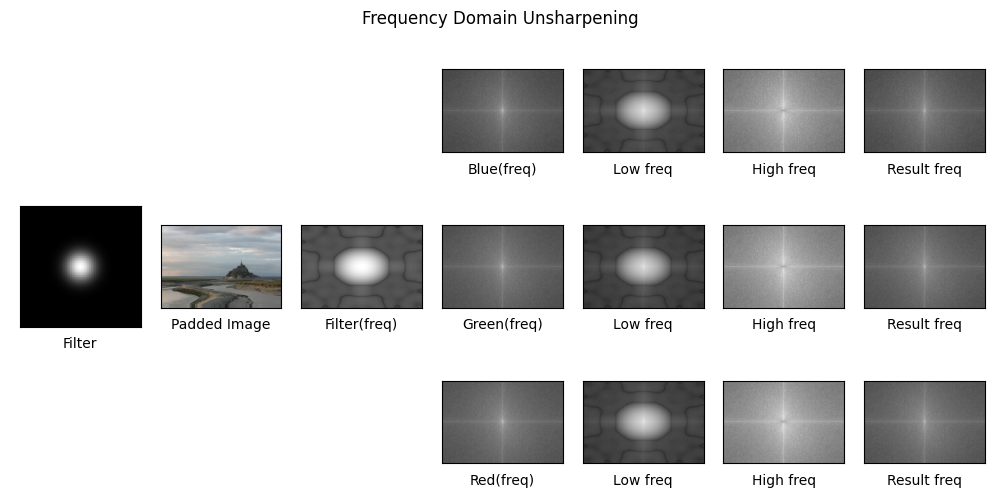 Frequency Domain Unsharpening
Blue(freq)
Low freq
High freq
Result freq
Filter
Padded Image
Filter(freq)
Green(freq)
Low freq
High freq
Result freq
Red(freq)
Low freq
High freq
Result freq